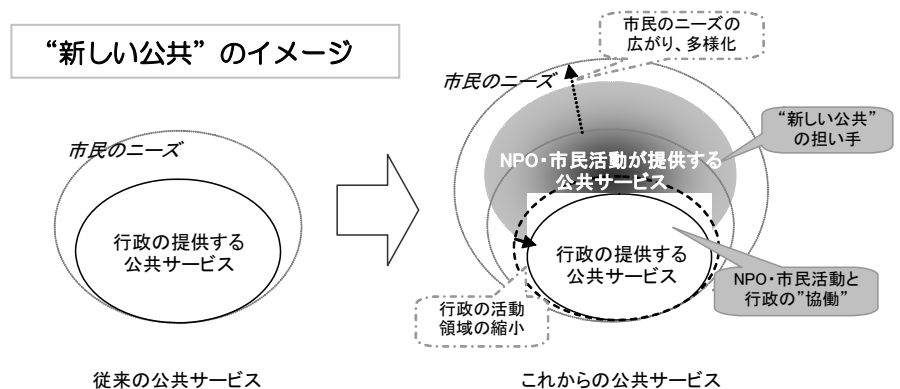 “新しい公共”のイメージ
市民のニーズ
行政の提供する
公共サービス
従来の公共サービス
市民のニーズの
広がり、多様化
市民のニーズ
“新しい公共”
の担い手
NPO・市民活動が提供する
公共サービス
行政の提供する
公共サービス
NPO・市民活動と
行政の”協働”
行政の活動
領域の縮小
これからの公共サービス